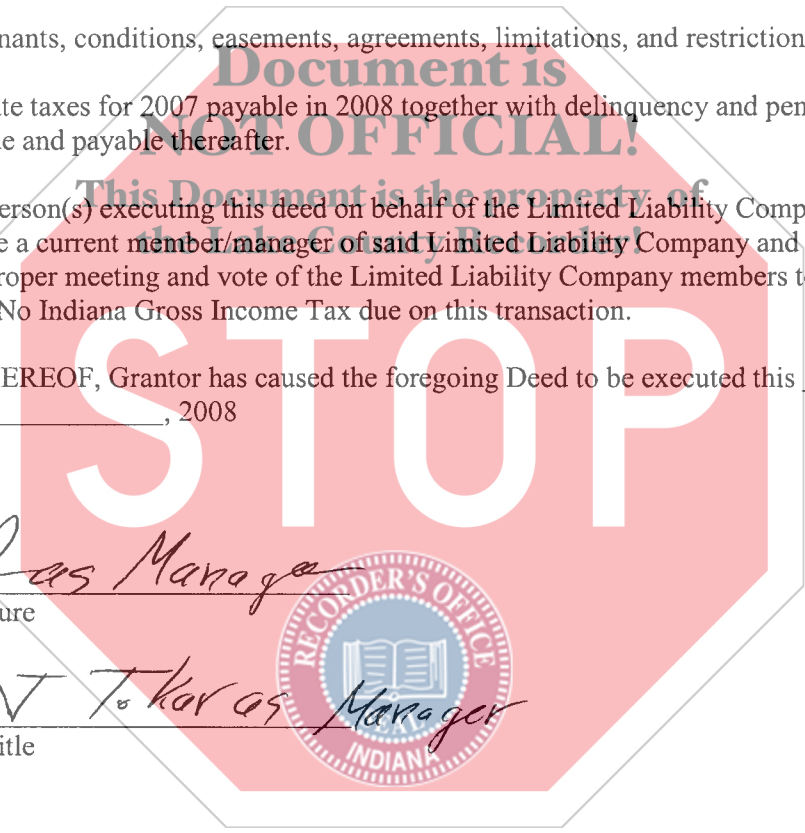 nants, conditions, easements, agreements, limitations, and restriction
Document is
ate taxes for 2007 payable in 2008 together with delinquency and pen
e and payable thereafter.
NOT OFFICIAL!
This Document is the property of
erson(s) executing this deed on behalf of the Limited Liability Comp
the Lake County Recorder!
e a current member/manager of said Limited Liability Company and
roper meeting and vote of the Limited Liability Company members t
No Indiana Gross Income Tax due on this transaction.
STOP
EREOF, Grantor has caused the foregoing Deed to be executed this
, 2008
as Manager
ure
RECORDER'S OFFICE
SEAL
INDIANA
T. Karas Manager
itle